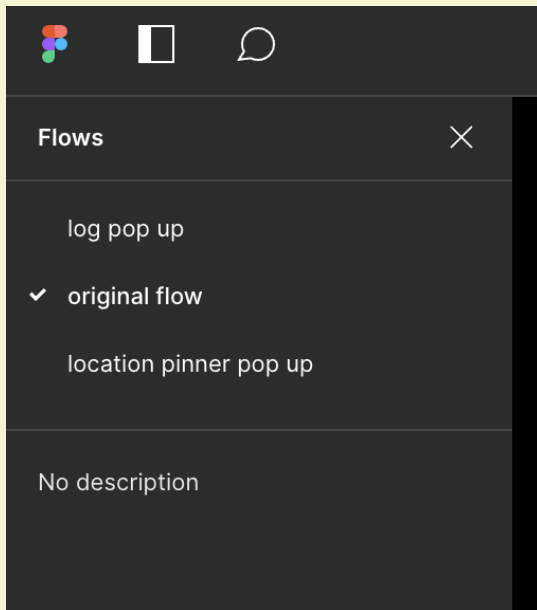 Flows
log pop up
original flow
location pinner pop up
No description